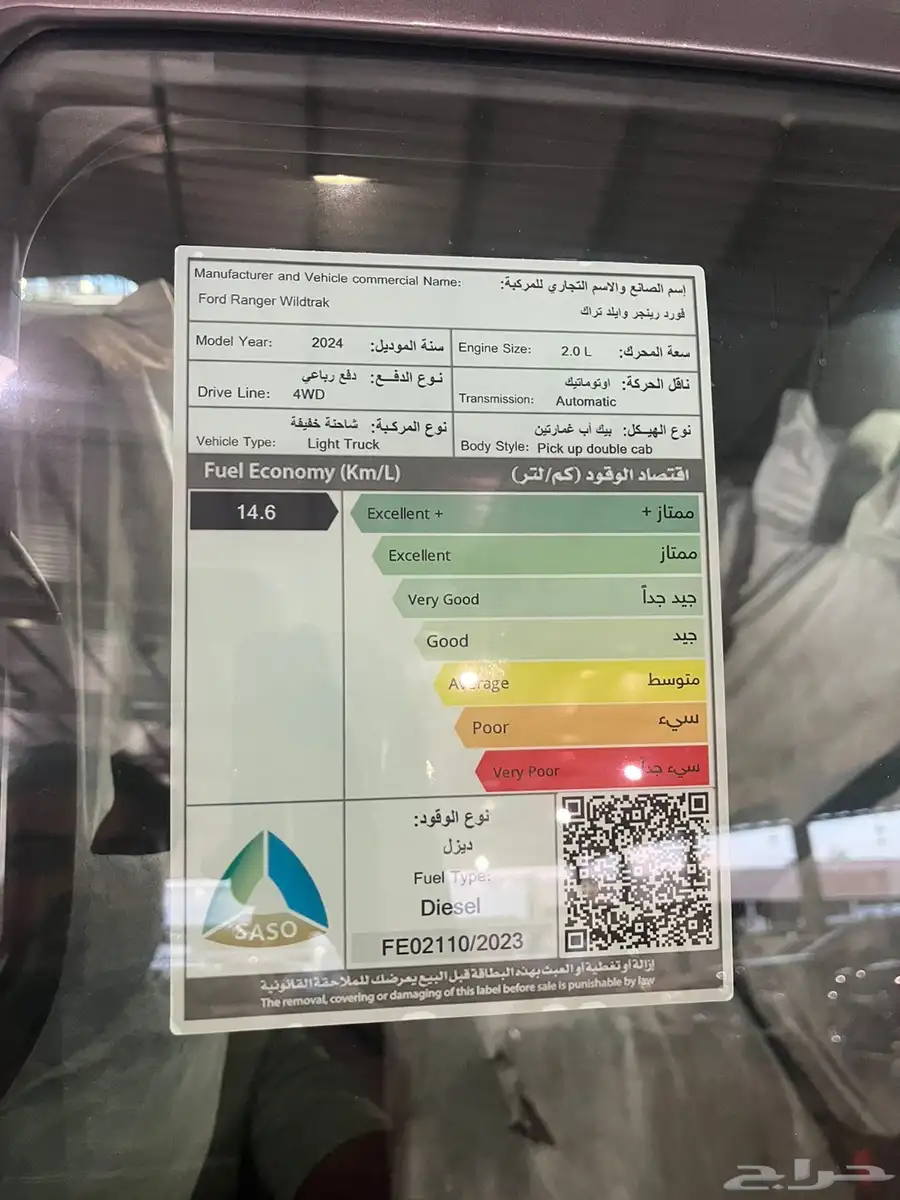 Manufacturer and Vehicle commercial Name:
إسم الصانع والاسم التجاري للمركبة:
Ford Ranger Wildtrak
فورد رينجر وايلد تراك
Model Year: 2024 سنة الموديل:
Engine Size: 2.0 L سعة المحرك:
نـوع الدفــع: دفع رباعي
Drive Line: 4WD
ناقل الحركة: اوتوماتيك
Transmission: Automatic
نوع المركـبة: شاحنة خفيفة
Vehicle Type: Light Truck
نوع الهيـكل: بيك أب غمارتين
Body Style: Pick up double cab
Fuel Economy (Km/L) اقتصاد الوقود (كم/لتر)
14.6
Excellent + ممتاز +
Excellent ممتاز
Very Good جيد جداً
Good جيد
Average متوسط
Poor سيء
Very Poor سيء جداً
نوع الوقود:
ديزل
Fuel Type:
Diesel
FE02110/2023
SASO
إزالة أو تغطية أو العبث بهذه البطاقة قبل البيع يعرضك للملاحقة القانونية
The removal, covering or damaging of this label before sale is punishable by law
حراج